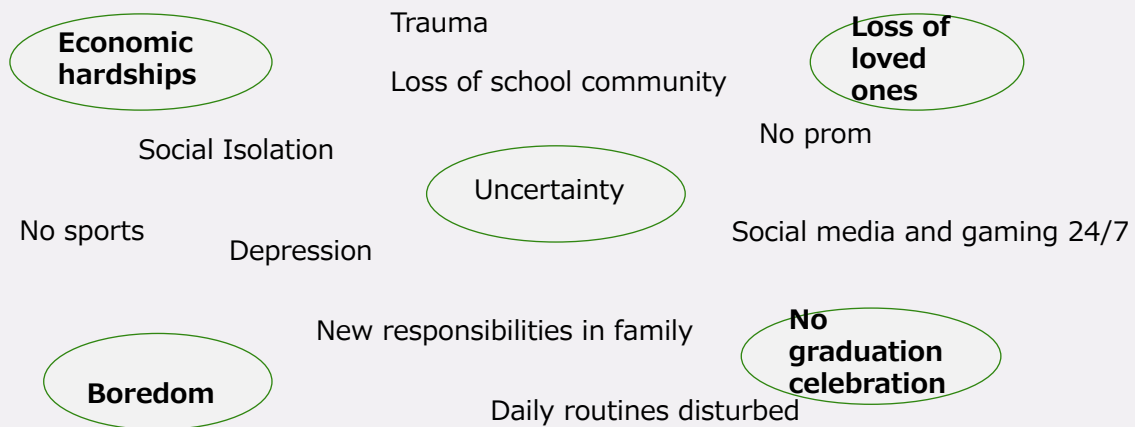 Trauma
Economic
hardships
Loss of
loved
ones
Loss of school community
No prom
Social Isolation
Uncertainty
No sports
Depression
Social media and gaming 24/7
New responsibilities in family
No
graduation
celebration
Boredom
Daily routines disturbed